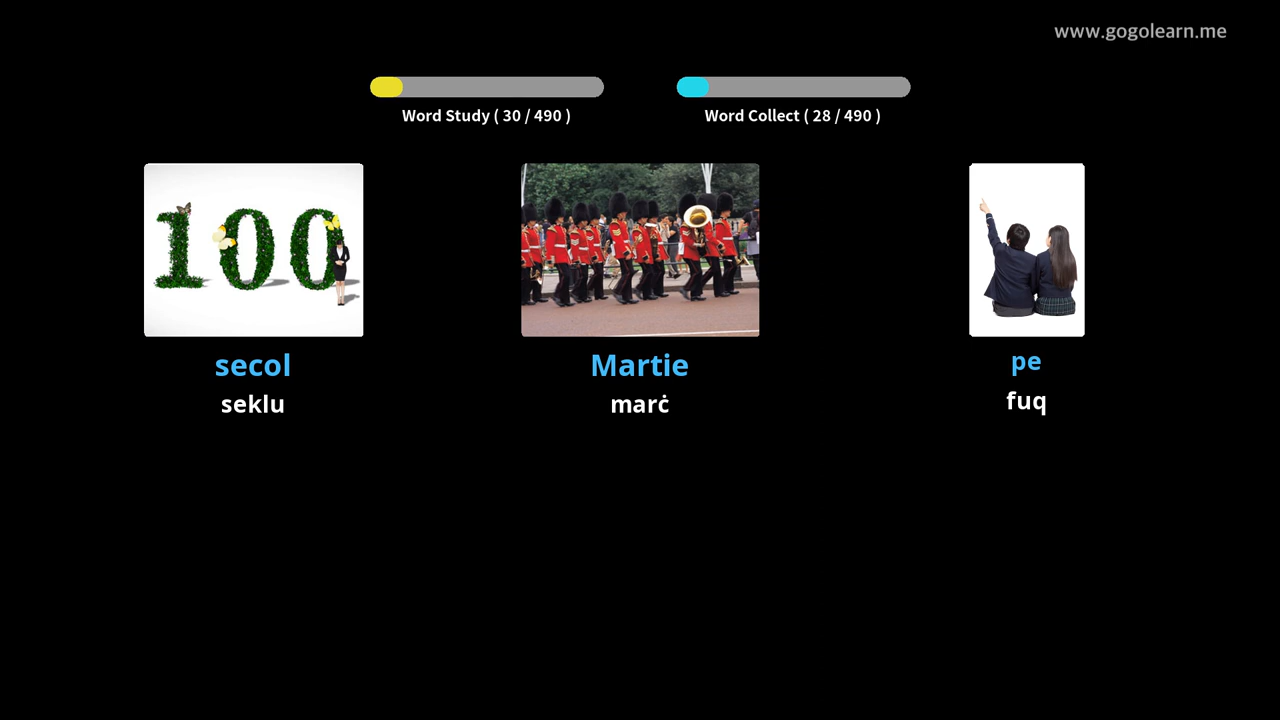 www.gogolearn.me
Word Study ( 30 / 490 )
Word Collect ( 28 / 490 )
100
secol
Martie
pe
seklu
marċ
fuq